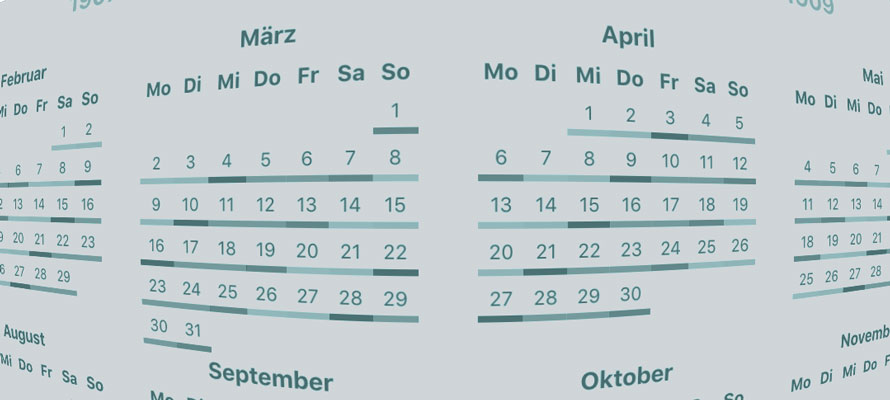 März
April
Februar
Mai
Mo Di Mi Do Fr Sa So
Mo Di Mi Do Fr Sa So
Mi Do Fr Sa So
Mo Di Mi Do
1
1 2 3 4 5
1 2
2 3 4 5 6 7 8
6 7 8 9 10 11 12
6 7 8 9
4 5 6 7
9 10 11 12 13 14 15
13 14 15 16 17 18 19
13 14 15 16
11 12 13 14
16 17 18 19 20 21 22
20 21 22 23 24 25 26
20 21 22 23
18 19 20 21
23 24 25 26 27 28 29
27 28 29 30
27 28 29
25 26 27 28
30 31
August
September
Oktober
Mi Do Fr Sa So
Mo Di Mi Do